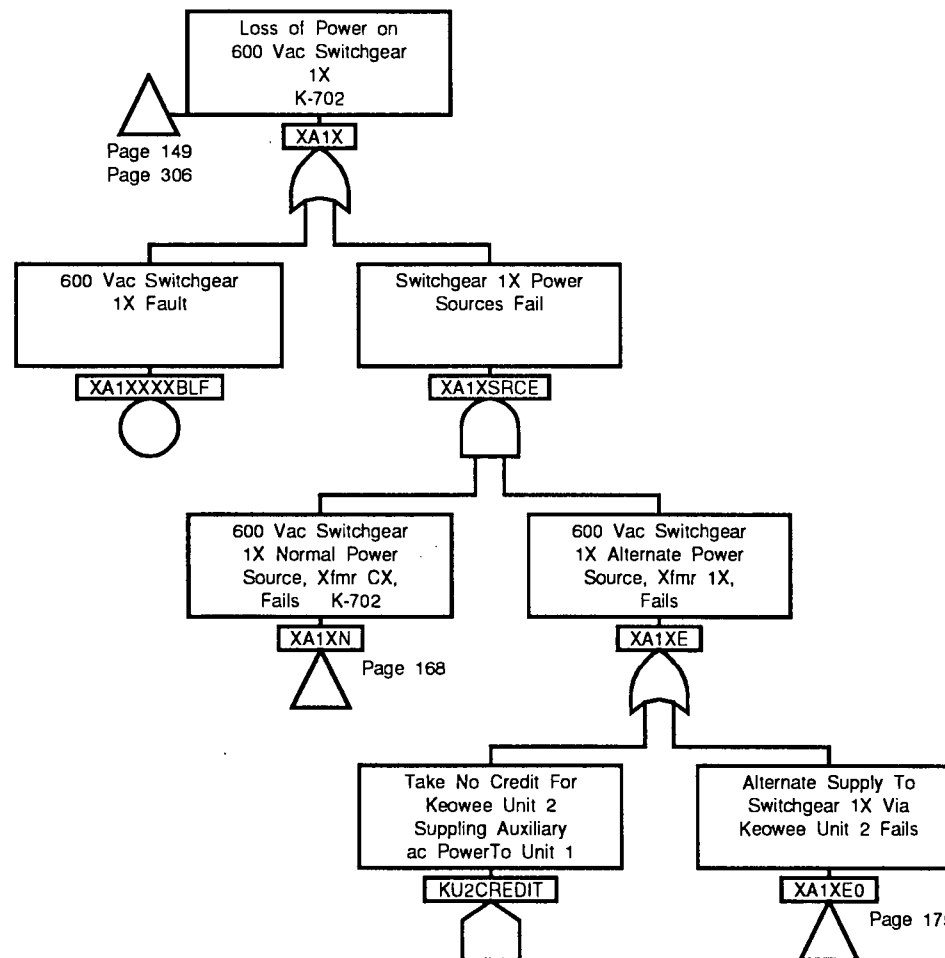 Loss of Power on
600 Vac Switchgear
1X
K-702
XA1X
Page 149
Page 306
600 Vac Switchgear
1X Fault
XA1XXXXBLF
Switchgear 1X Power
Sources Fail
XA1XSRCE
600 Vac Switchgear
1X Normal Power
Source, Xfmr CX,
Fails K-702
XA1XN
Page 168
600 Vac Switchgear
1X Alternate Power
Source, Xfmr 1X,
Fails
XA1XE
Take No Credit For
Keowee Unit 2
Suppling Auxiliary
ac PowerTo Unit 1
KU2CREDIT
Alternate Supply To
Switchgear 1X Via
Keowee Unit 2 Fails
XA1XE0
Page